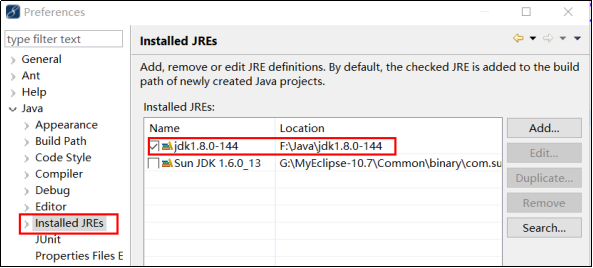 Preferences
type filter text
Installed JREs
General
Ant
Help
Java
Appearance
Build Path
Code Style
Compiler
Debug
Editor
Installed JREs
JUnit
Properties Files E
Add, remove or edit JRE definitions. By default, the checked JRE is added to the build
path of newly created Java projects.
Installed JREs:
Name Location
jdk1.8.0-144 F:\Java\jdk1.8.0-144
Sun JDK 1.6.0_13 G:\MyEclipse-10.7\Common\binary\com.su
Add...
Edit...
Duplicate...
Remove
Search...